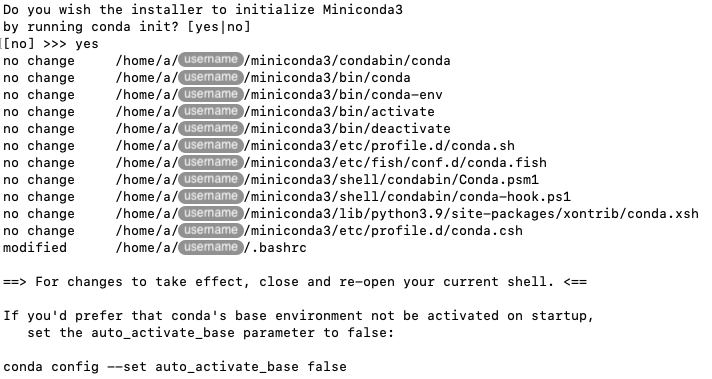 Do you wish the installer to initialize Miniconda3
by running conda init? [yes|no]
[no] >>> yes
no change     /home/a/username/miniconda3/condabin/conda
no change     /home/a/username/miniconda3/bin/conda
no change     /home/a/username/miniconda3/bin/conda-env
no change     /home/a/username/miniconda3/bin/activate
no change     /home/a/username/miniconda3/bin/deactivate
no change     /home/a/username/miniconda3/etc/profile.d/conda.sh
no change     /home/a/username/miniconda3/etc/fish/conf.d/conda.fish
no change     /home/a/username/miniconda3/shell/condabin/Conda.psm1
no change     /home/a/username/miniconda3/shell/condabin/conda-hook.ps1
no change     /home/a/username/miniconda3/lib/python3.9/site-packages/xontrib/conda.xsh
no change     /home/a/username/miniconda3/etc/profile.d/conda.csh
modified      /home/a/username/.bashrc

==> For changes to take effect, close and re-open your current shell. <==

If you'd prefer that conda's base environment not be activated on startup,
   set the auto_activate_base parameter to false:

conda config --set auto_activate_base false